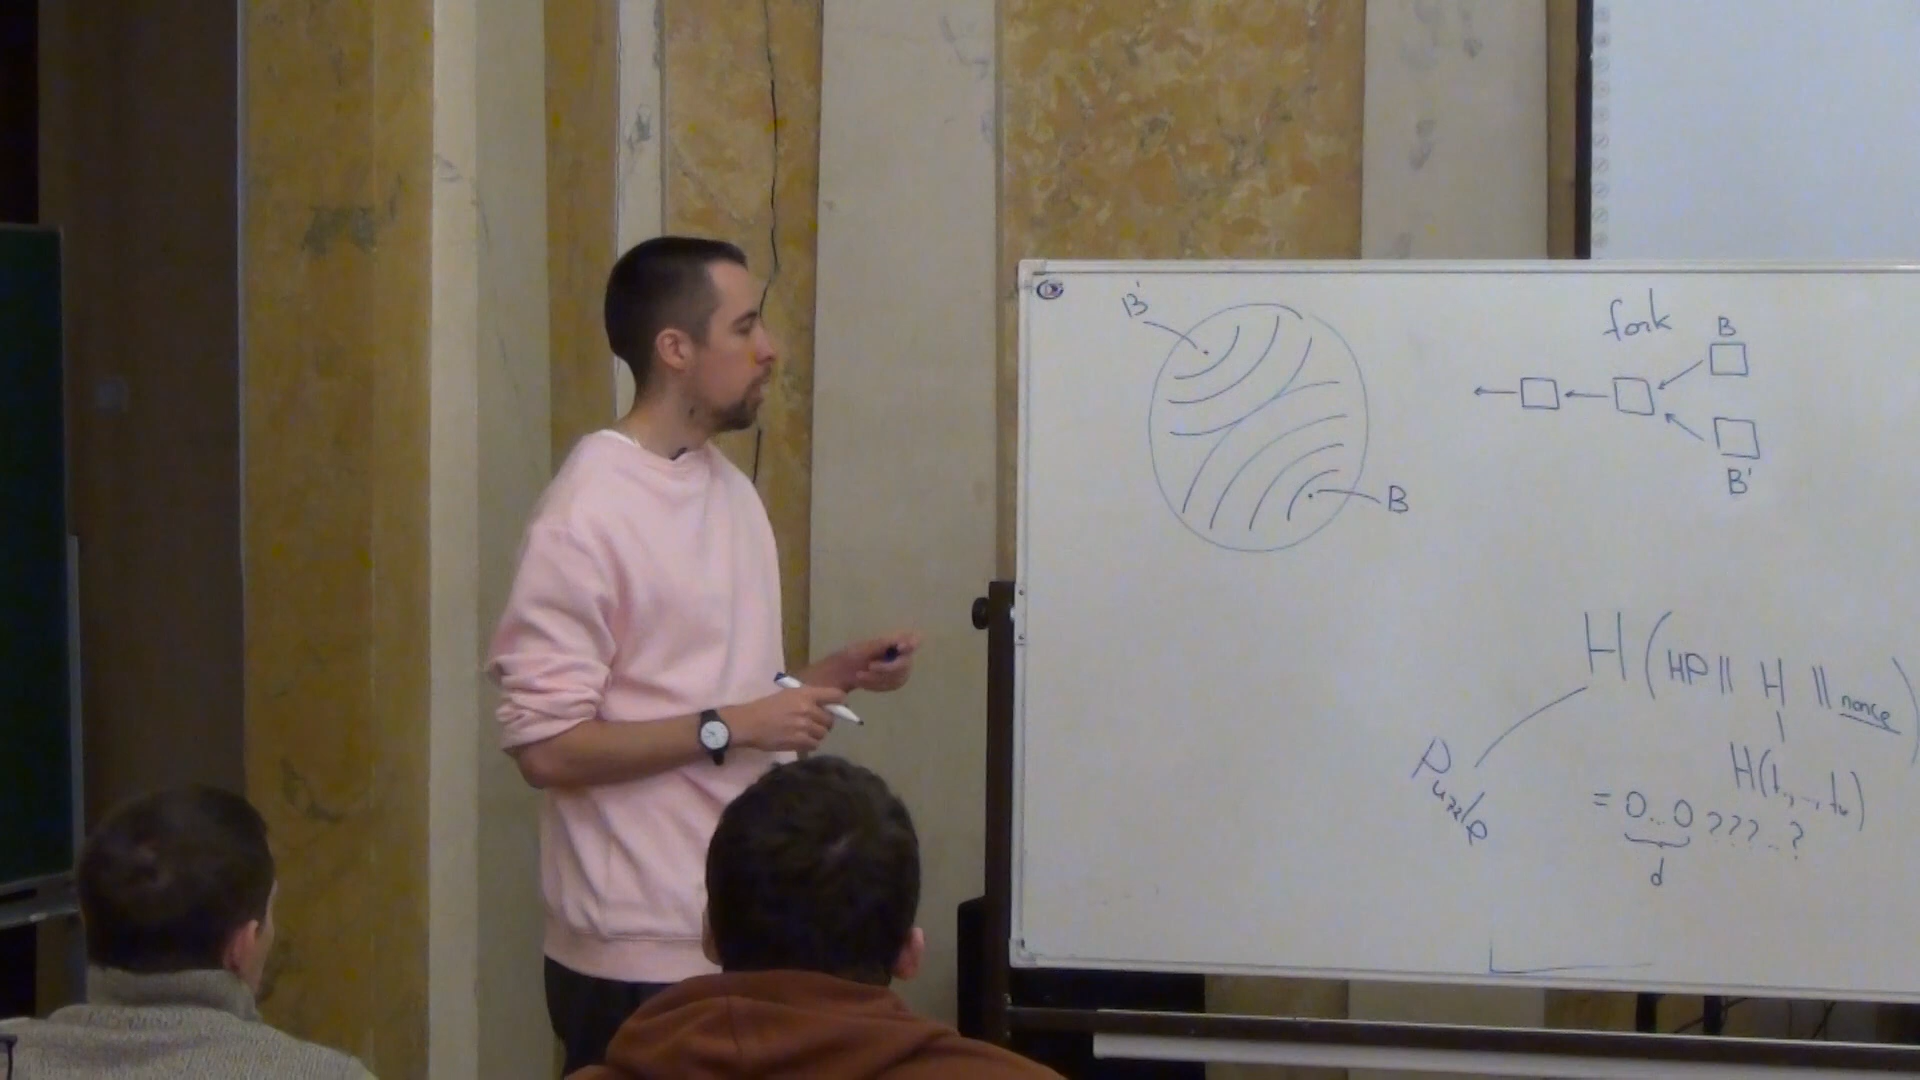 B'
B
fork
B
B'
H(HP || H || nonce)
H(t₁, ..., tₙ)
Puzzle
= 0...0 ???..?
d